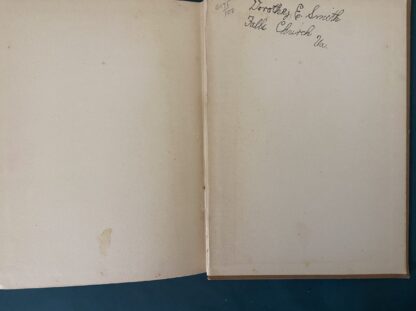 Dorothy E. Smith
Falls Church
Va.